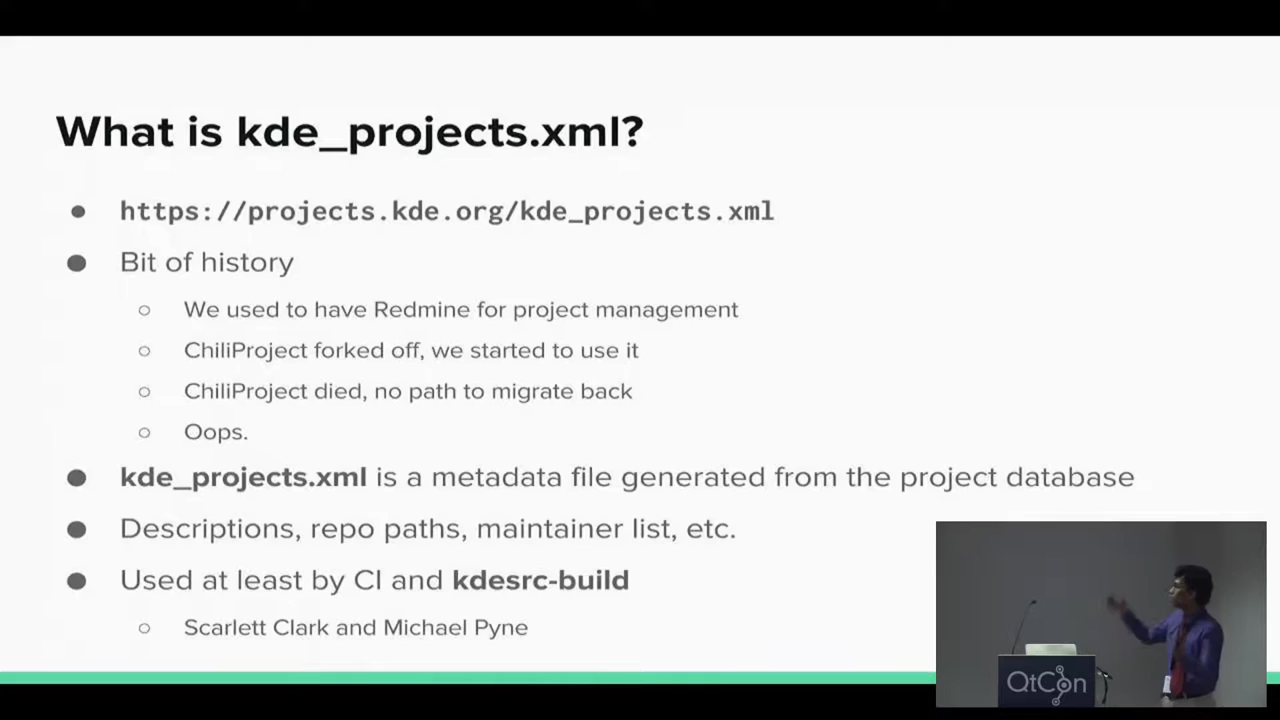 What is kde_projects.xml?
● https://projects.kde.org/kde_projects.xml
● Bit of history
○ We used to have Redmine for project management
○ ChiliProject forked off, we started to use it
○ ChiliProject died, no path to migrate back
○ Oops.
● kde_projects.xml is a metadata file generated from the project database
● Descriptions, repo paths, maintainer list, etc.
● Used at least by CI and kdesrc-build
○ Scarlett Clark and Michael Pyne
QtCon